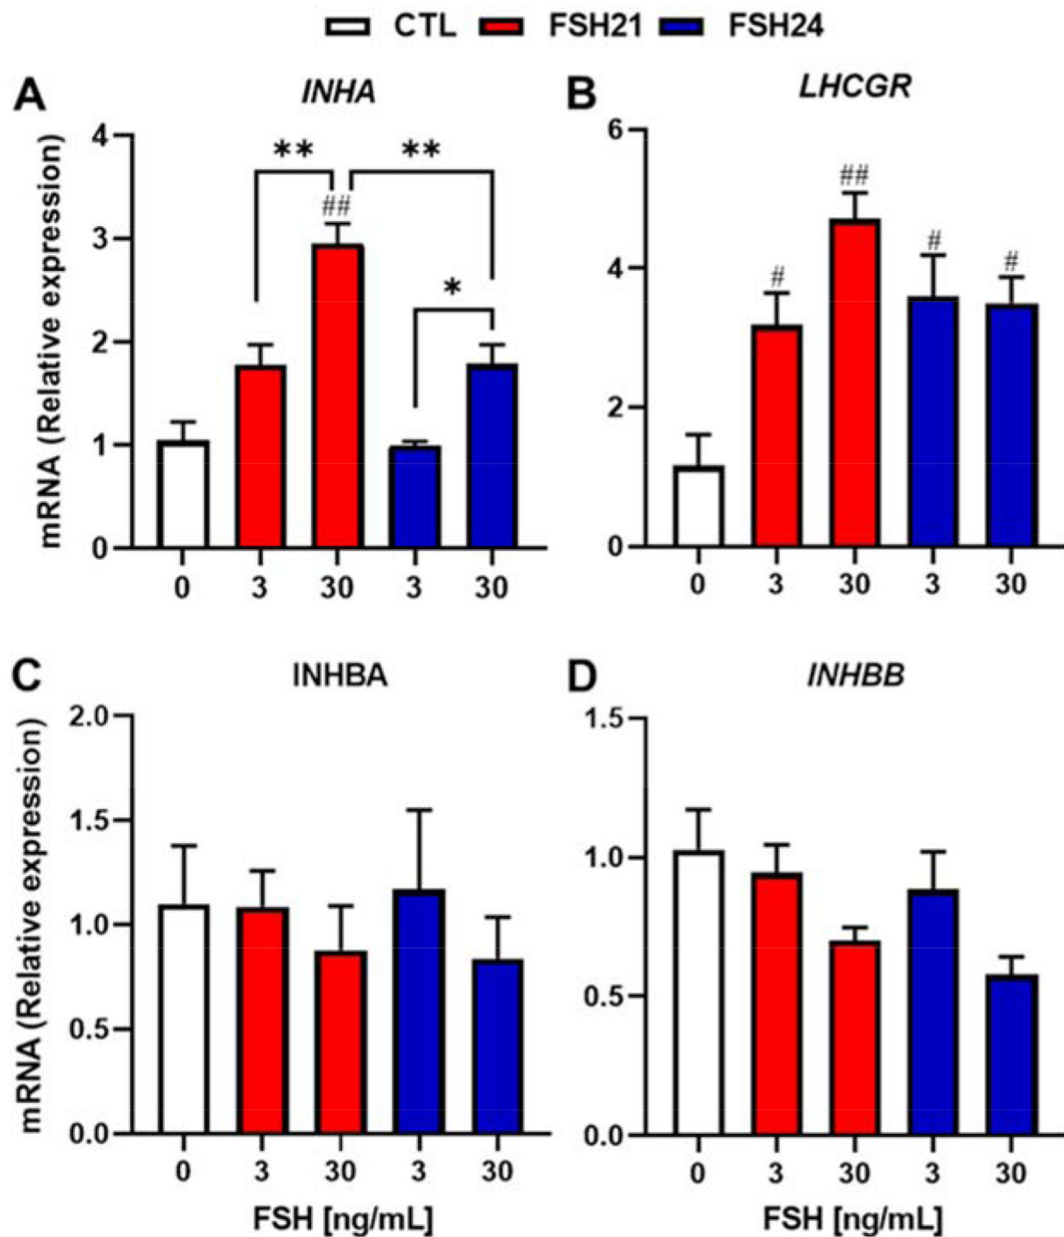 CTL FSH21 FSH24
A INHA
mRNA (Relative expression)
4
3
2
1
0
** **
##
*
0 3 30 3 30
B LHCGR
6
4
2
0
#
##
#
#
0 3 30 3 30
C INHBA
mRNA (Relative expression)
2.0
1.5
1.0
0.5
0.0
0 3 30 3 30
FSH [ng/mL]
D INHBB
1.5
1.0
0.5
0.0
0 3 30 3 30
FSH [ng/mL]